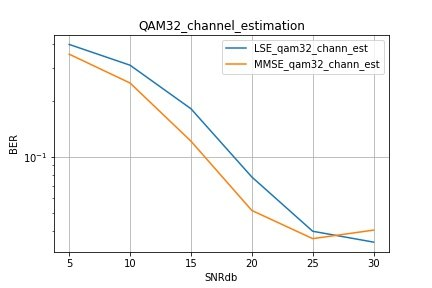 QAM32_channel_estimation
LSE_qam32_chann_est
MMSE_qam32_chann_est
BER
10⁻¹
5 10 15 20 25 30
SNRdb